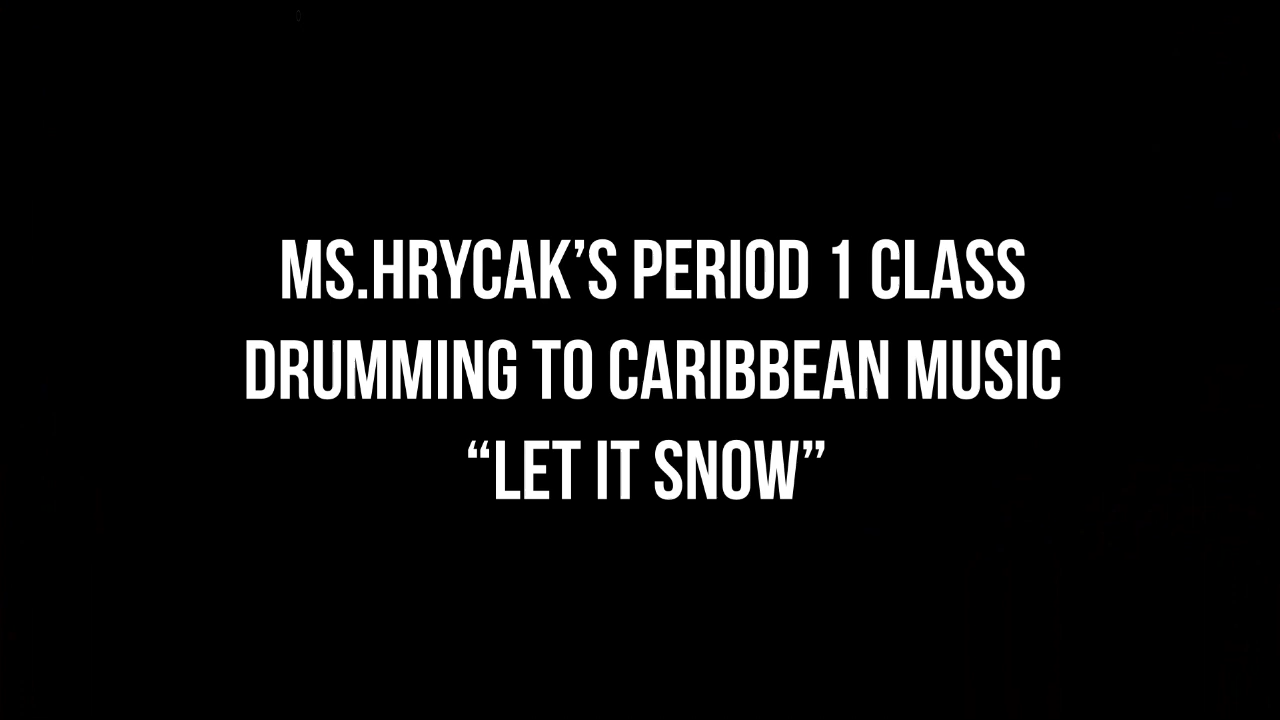 MS.HRYCAK’S PERIOD 1 CLASS
DRUMMING TO CARIBBEAN MUSIC
“LET IT SNOW”